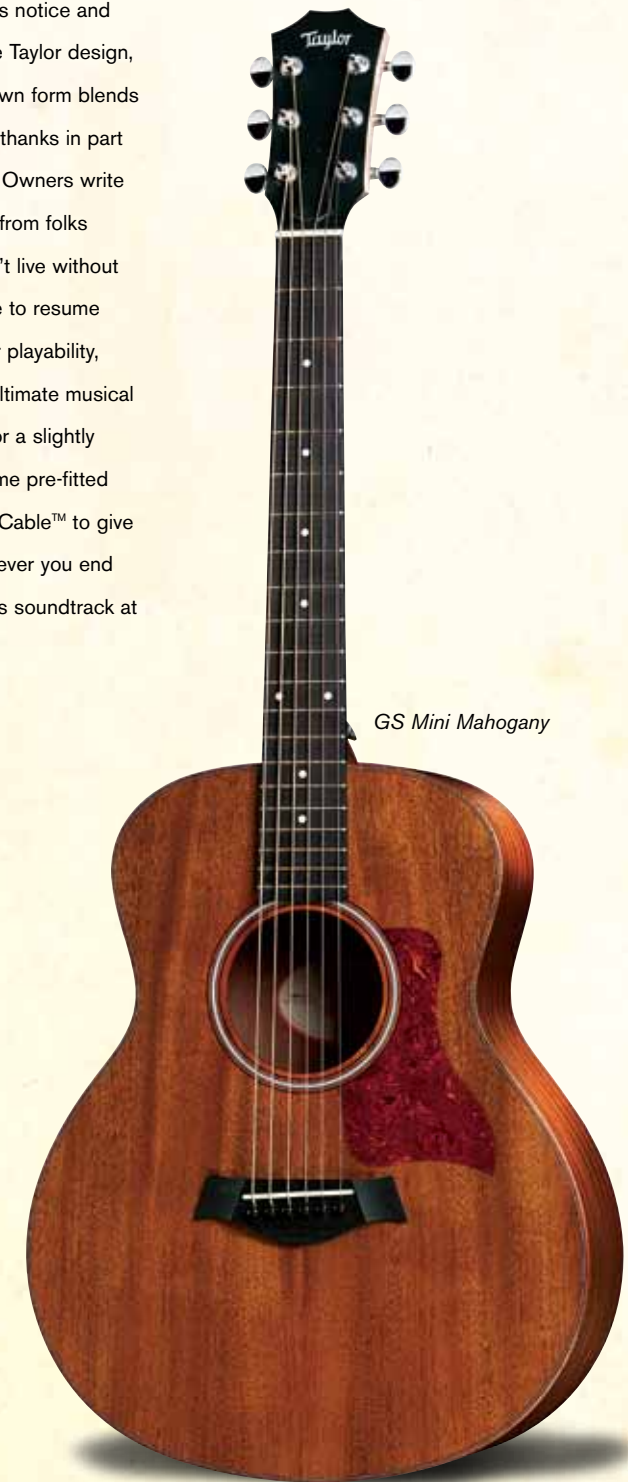 s notice and
e Taylor design,
wn form blends
thanks in part
Owners write
from folks
't live without
e to resume
r playability,
ltimate musical
or a slightly
me pre-fitted
Cable™ to give
ever you end
s soundtrack at
Taylor
GS Mini Mahogany